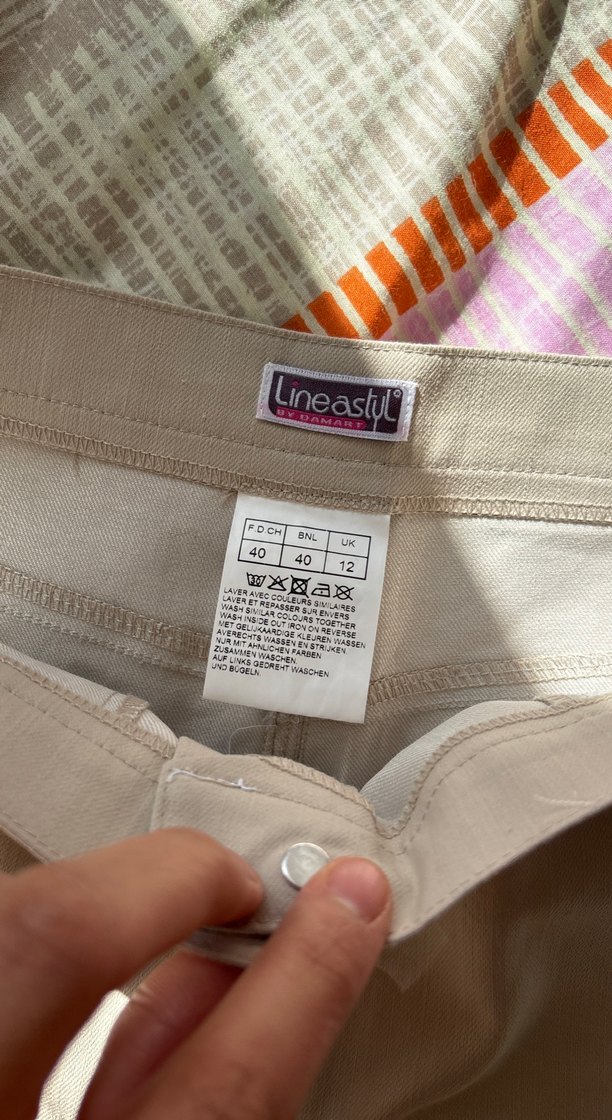 Lineastyl®
BY DAMART
F.D.CH BNL UK
40 40 12
LAVER AVEC COULEURS SIMILAIRES
LAVER ET REPASSER SUR ENVERS
WASH SIMILAR COLOURS TOGETHER
WASH INSIDE OUT IRON ON REVERSE
MET GELIJKAARDIGE KLEUREN WASSEN
AVERECHTS WASSEN EN STRIJKEN.
NUR MIT AHNLICHEN FARBEN
ZUSAMMEN WASCHEN.
AUF LINKS GEDREHT WASCHEN
UND BÜGELN.